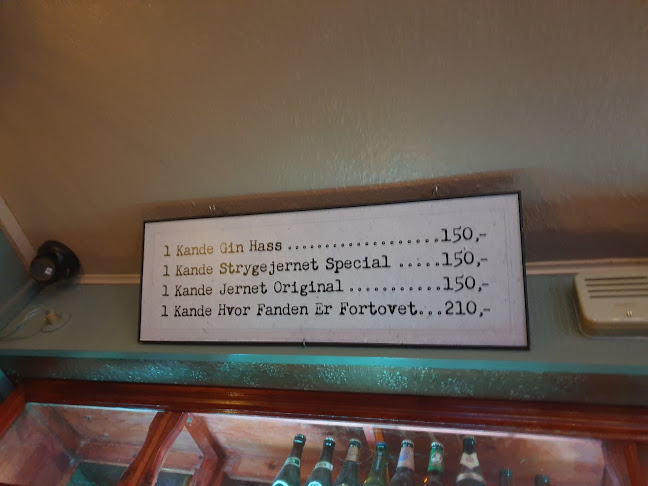 1 Kande Gin Hass ...................150,-
1 Kande Strygejernet Special .....150,-
1 Kande Jernet Original ...........150,-
1 Kande Hvor Fanden Er Fortovet...210,-